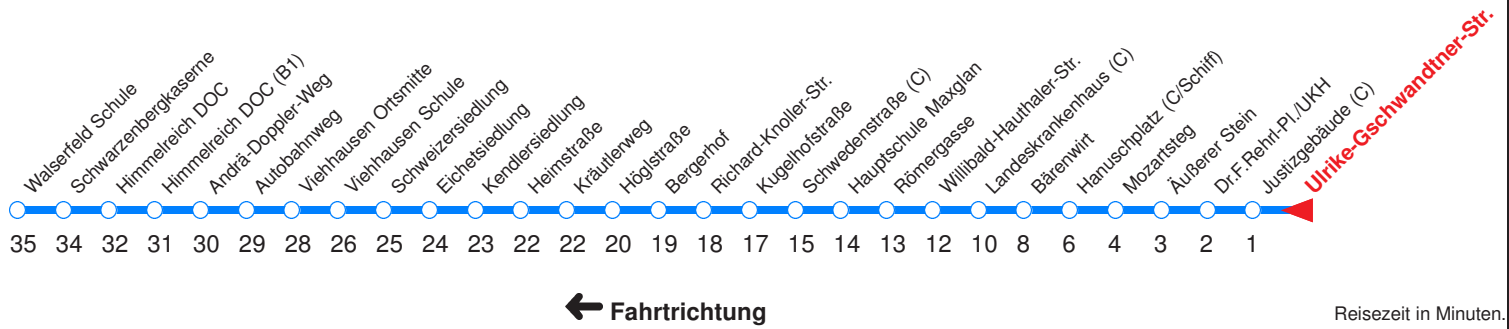 Walserfeld Schule
Schwarzenbergkaserne
Himmelreich DOC
Himmelreich DOC (B1)
Andrä-Doppler-Weg
Autobahnweg
Viehhausen Ortsmitte
Viehhausen Schule
Schweizersiedlung
Eichetsiedlung
Kendlersiedlung
Heimstraße
Kräutlerweg
Höglstraße
Bergerhof
Richard-Knoller-Str.
Kugelhofstraße
Schwedenstraße (C)
Hauptschule Maxglan
Römergasse
Willibald-Hauthaler-Str.
Landeskrankenhaus (C)
Bärenwirt
Hanuschplatz (C/Schiff)
Mozartsteg
Äußerer Stein
Dr.F.Rehrl-Pl./UKH
Justizgebäude (C)
Ulrike-Gschwandtner-Str.
35 34 32 31 30 29 28 26 25 24 23 22 22 20 19 18 17 15 14 13 12 10 8 6 4 3 2 1
Fahrtrichtung
Reisezeit in Minuten.